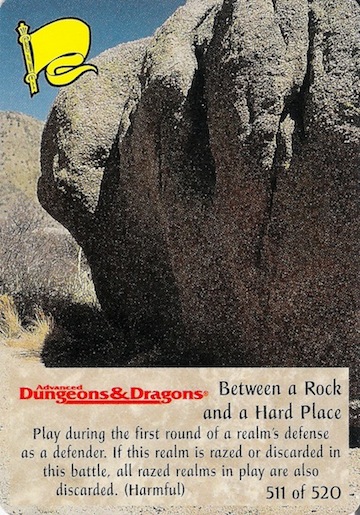 Advanced
Dungeons&Dragons®
Between a Rock
and a Hard Place
Play during the first round of a realm's defense
as a defender. If this realm is razed or discarded in
this battle, all razed realms in play are also
discarded. (Harmful)
511 of 520